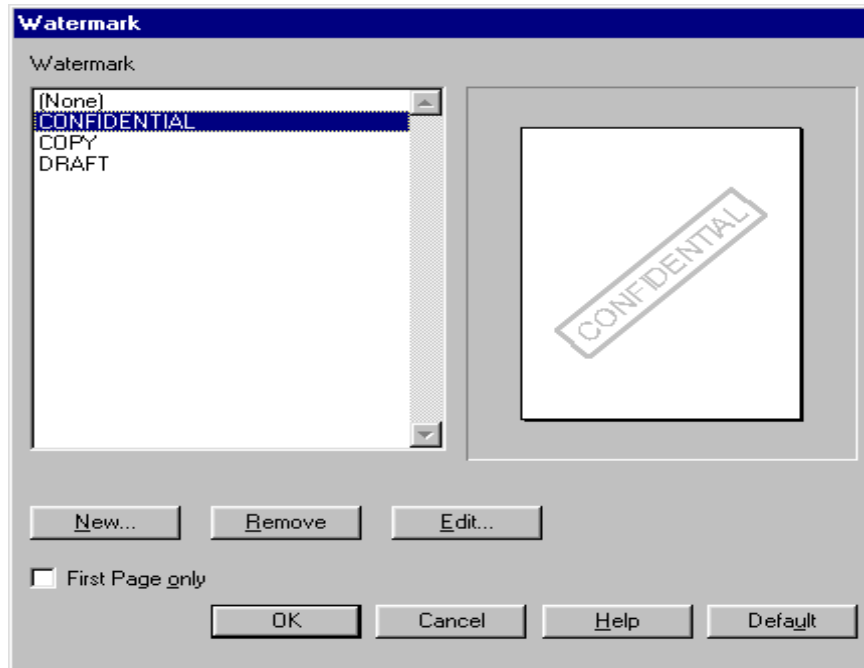 Watermark
Watermark
(None)
CONFIDENTIAL
COPY
DRAFT
CONFIDENTIAL
New... Remove Edit...
First Page only
OK Cancel Help Default